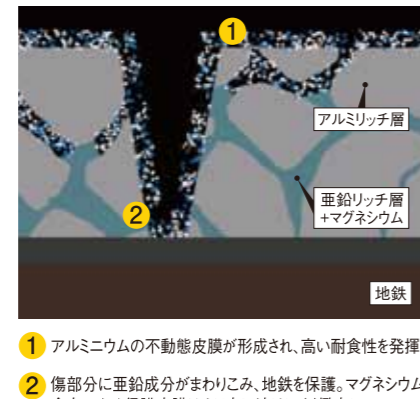 1
アルミリッチ層
亜鉛リッチ層
+マグネシウム
2
地鉄
1 アルミニウムの不動態皮膜が形成され、高い耐食性を発揮
2 傷部分に亜鉛成分がまわりこみ、地鉄を保護。マグネシウム